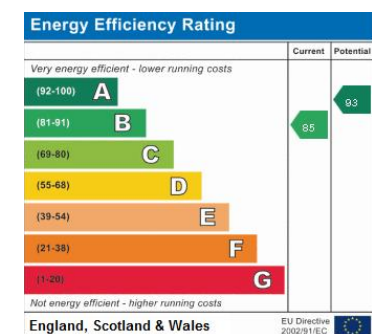 Energy Efficiency Rating
Current Potential
Very energy efficient - lower running costs
(92-100) A
93
(81-91) B
85
(69-80) C
(55-68) D
(39-54) E
(21-38) F
(1-20) G
Not energy efficient - higher running costs
England, Scotland & Wales
EU Directive
2002/91/EC